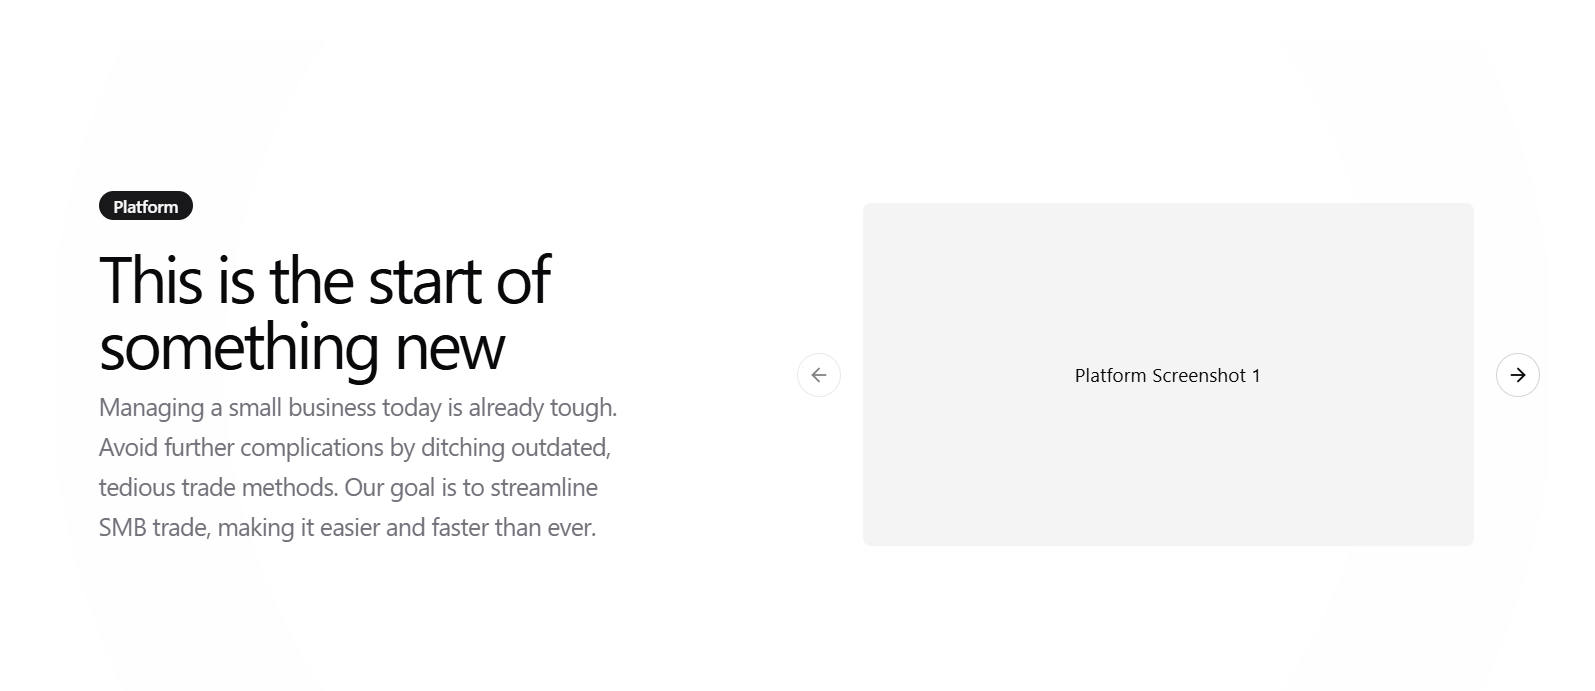 Platform
This is the start of
something new
Managing a small business today is already tough.
Avoid further complications by ditching outdated,
tedious trade methods. Our goal is to streamline
SMB trade, making it easier and faster than ever.
Platform Screenshot 1